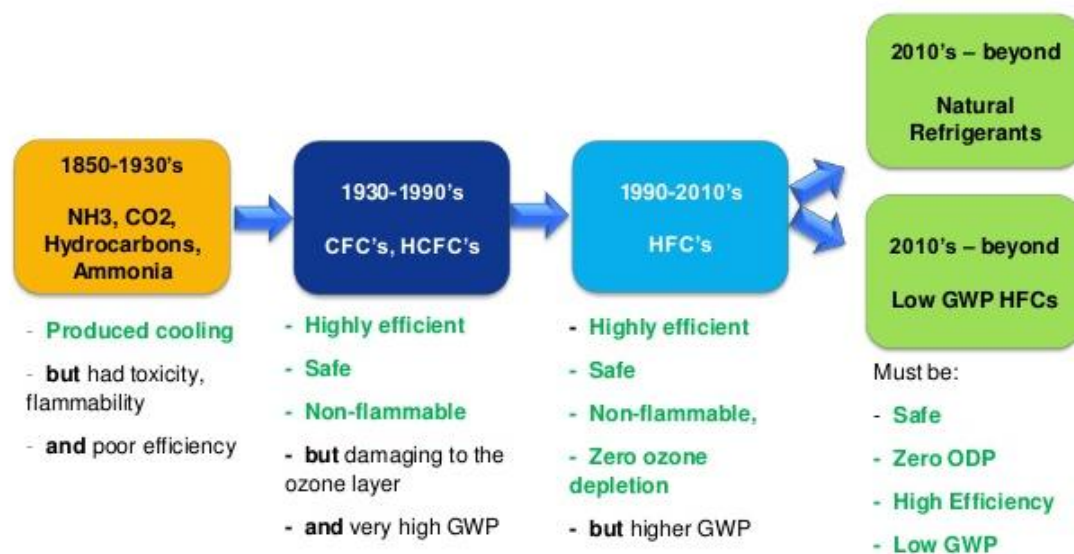 1850-1930's
NH3, CO2,
Hydrocarbons,
Ammonia
- Produced cooling
- but had toxicity,
flammability
- and poor efficiency
1930-1990's
CFC's, HCFC's
- Highly efficient
- Safe
- Non-flammable
- but damaging to the
ozone layer
- and very high GWP
1990-2010's
HFC's
- Highly efficient
- Safe
- Non-flammable,
- Zero ozone
depletion
- but higher GWP
2010's – beyond
Natural
Refrigerants
2010's – beyond
Low GWP HFCs
Must be:
- Safe
- Zero ODP
- High Efficiency
- Low GWP